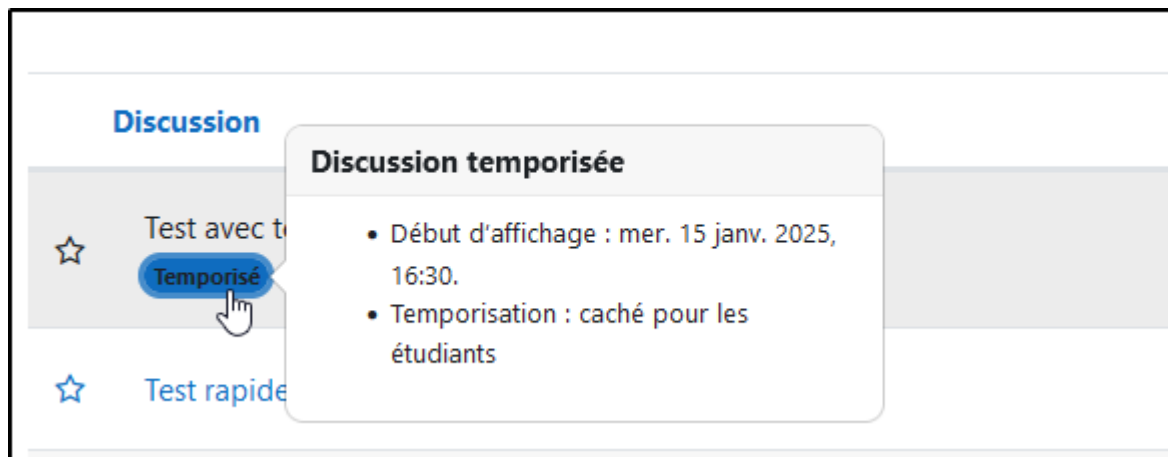 Discussion
Discussion temporisée
Test avec
Temporisé
• Début d'affichage : mer. 15 janv. 2025,
16:30.
• Temporisation : caché pour les
étudiants
Test rapide